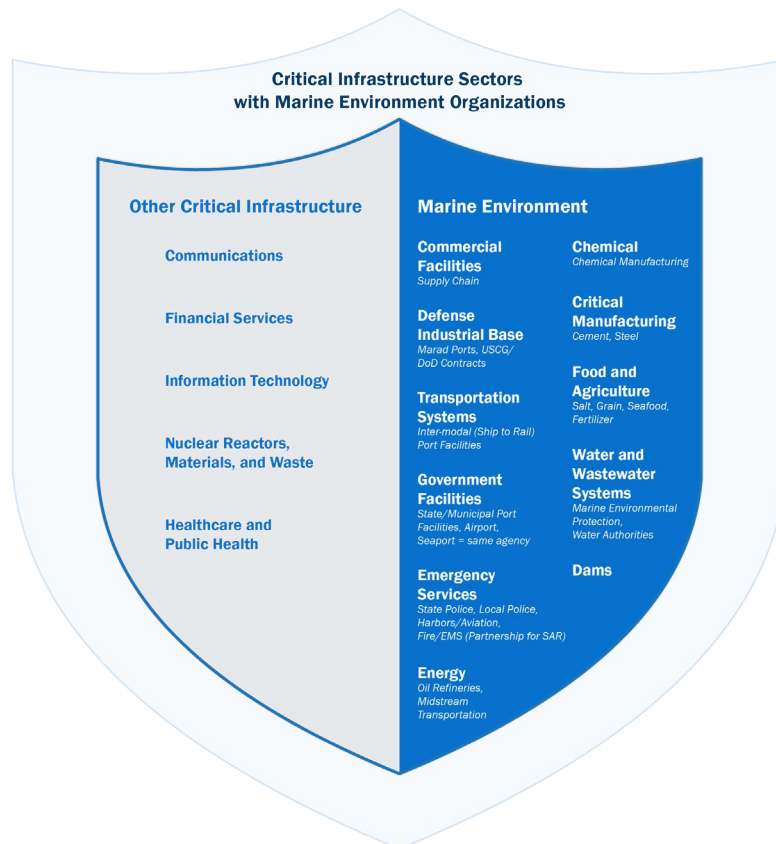 Critical Infrastructure Sectors
with Marine Environment Organizations
Other Critical Infrastructure
Communications
Financial Services
Information Technology
Nuclear Reactors,
Materials, and Waste
Healthcare and
Public Health
Marine Environment
Commercial
Facilities
Supply Chain
Defense
Industrial Base
Marad Ports, USCG/
DoD Contracts
Transportation
Systems
Inter-modal (Ship to Rail)
Port Facilities
Government
Facilities
State/Municipal Port
Facilities, Airport,
Seaport = same agency
Emergency
Services
State Police, Local Police,
Harbors/Aviation,
Fire/EMS (Partnership for SAR)
Energy
Oil Refineries,
Midstream
Transportation
Chemical
Chemical Manufacturing
Critical
Manufacturing
Cement, Steel
Food and
Agriculture
Salt, Grain, Seafood,
Fertilizer
Water and
Wastewater
Systems
Marine Environmental
Protection,
Water Authorities
Dams